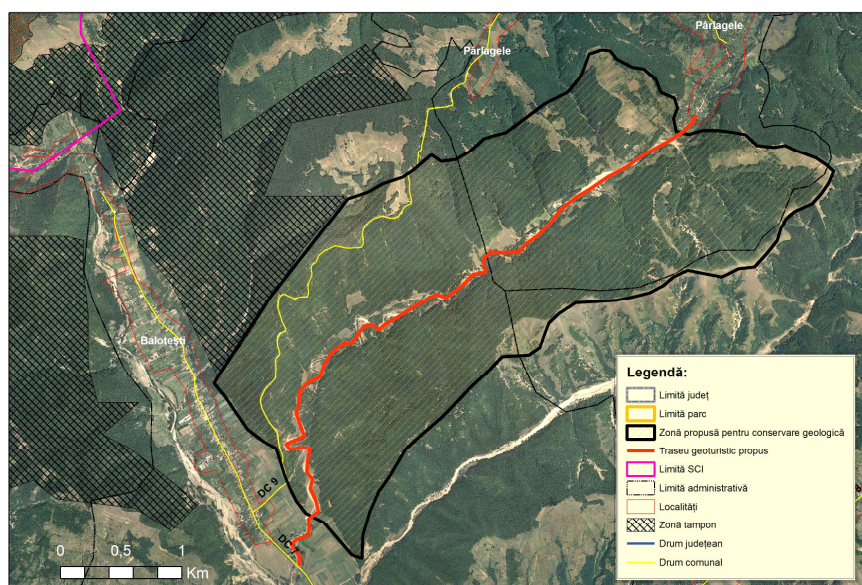 Pârlagele
Pârlagele
Balotești
DC 9
0 0,5 1
Km
Legendă:
Limită județ
Limită parc
Zonă propusă pentru conservare geologică
Traseu geoturistic propus
Limită SCI
Limită administrativă
Localități
Zonă tampon
Drum județean
Drum comunal